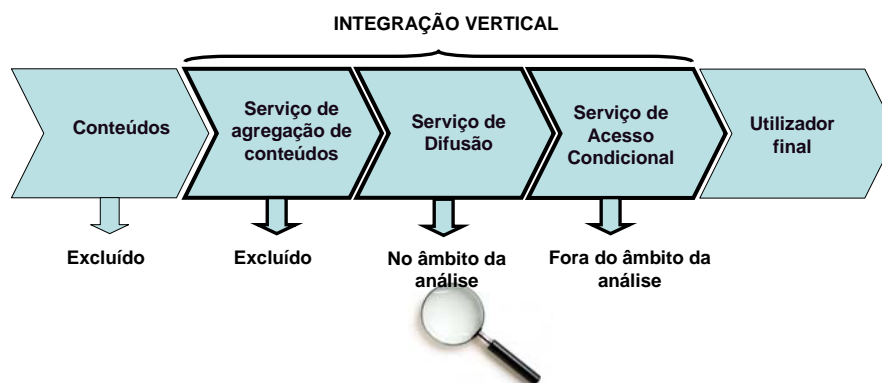 INTEGRAÇÃO VERTICAL
Conteúdos
Serviço de
agregação de
conteúdos
Serviço de
Difusão
Serviço de
Acesso
Condicional
Utilizador
final
Excluído
Excluído
No âmbito da
análise
Fora do âmbito da
análise